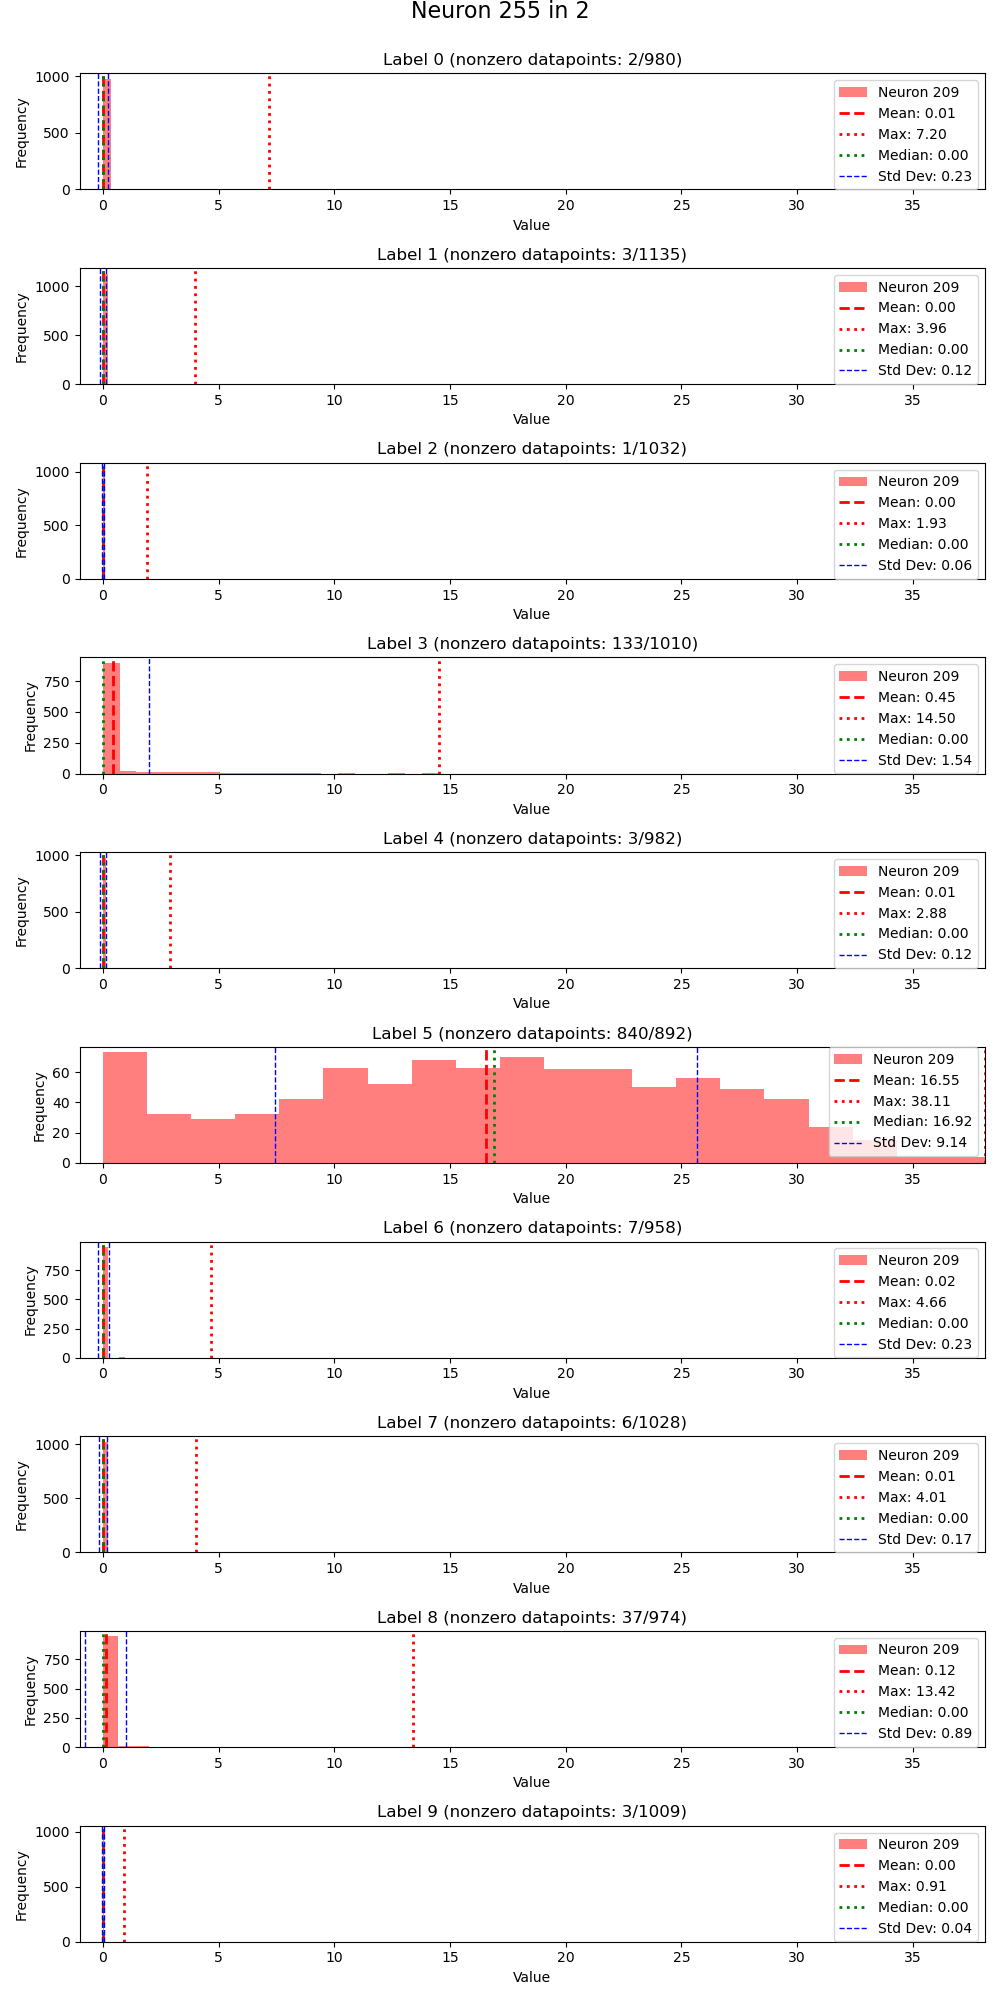 Neuron 255 in 2
Label 0 (nonzero datapoints: 2/980)
Frequency
1000
500
0
Neuron 209
Mean: 0.01
Max: 7.20
Median: 0.00
Std Dev: 0.23
0 5 10 15 20 25 30 35
Value
Label 1 (nonzero datapoints: 3/1135)
Frequency
1000
500
0
Neuron 209
Mean: 0.00
Max: 3.96
Median: 0.00
Std Dev: 0.12
0 5 10 15 20 25 30 35
Value
Label 2 (nonzero datapoints: 1/1032)
Frequency
1000
500
0
Neuron 209
Mean: 0.00
Max: 1.93
Median: 0.00
Std Dev: 0.06
0 5 10 15 20 25 30 35
Value
Label 3 (nonzero datapoints: 133/1010)
Frequency
750
500
250
0
Neuron 209
Mean: 0.45
Max: 14.50
Median: 0.00
Std Dev: 1.54
0 5 10 15 20 25 30 35
Value
Label 4 (nonzero datapoints: 3/982)
Frequency
1000
500
0
Neuron 209
Mean: 0.01
Max: 2.88
Median: 0.00
Std Dev: 0.12
0 5 10 15 20 25 30 35
Value
Label 5 (nonzero datapoints: 840/892)
Frequency
60
40
20
0
Neuron 209
Mean: 16.55
Max: 38.11
Median: 16.92
Std Dev: 9.14
0 5 10 15 20 25 30 35
Value
Label 6 (nonzero datapoints: 7/958)
Frequency
750
500
250
0
Neuron 209
Mean: 0.02
Max: 4.66
Median: 0.00
Std Dev: 0.23
0 5 10 15 20 25 30 35
Value
Label 7 (nonzero datapoints: 6/1028)
Frequency
1000
500
0
Neuron 209
Mean: 0.01
Max: 4.01
Median: 0.00
Std Dev: 0.17
0 5 10 15 20 25 30 35
Value
Label 8 (nonzero datapoints: 37/974)
Frequency
750
500
250
0
Neuron 209
Mean: 0.12
Max: 13.42
Median: 0.00
Std Dev: 0.89
0 5 10 15 20 25 30 35
Value
Label 9 (nonzero datapoints: 3/1009)
Frequency
1000
500
0
Neuron 209
Mean: 0.00
Max: 0.91
Median: 0.00
Std Dev: 0.04
0 5 10 15 20 25 30 35
Value